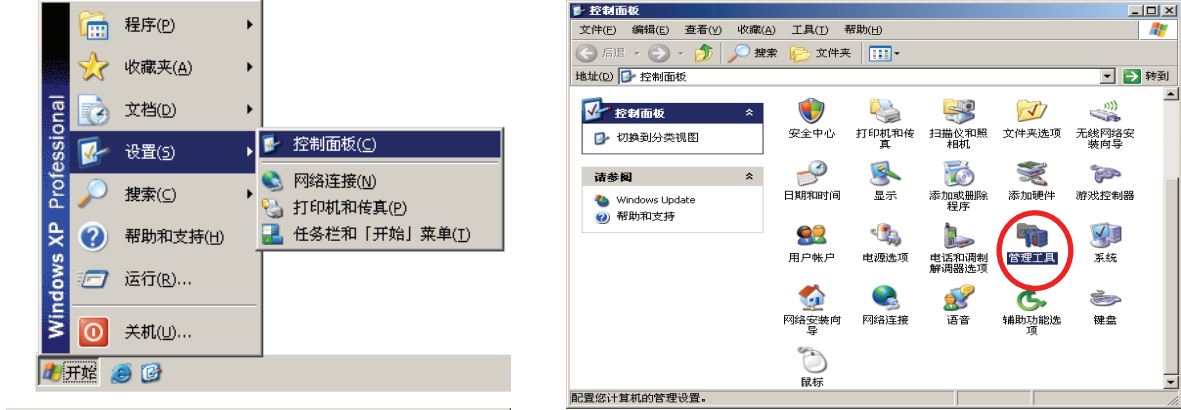 程序(P)
收藏夹(A)
文档(D)
设置(S)
搜索(C)
帮助和支持(H)
运行(R)...
关机(U)...
Windows XP Professional
控制面板(C)
网络连接(N)
打印机和传真(P)
任务栏和「开始」菜单(T)
开始
控制面板
文件(F) 编辑(E) 查看(V) 收藏(A) 工具(T) 帮助(H)
后退 搜索 文件夹
地址(D) 控制面板 转到
控制面板
切换到分类视图
请参阅
Windows Update
帮助和支持
安全中心 打印机和传真 扫描仪和照相机 文件夹选项 无线网络安装向导
日期和时间 显示 添加或删除程序 添加硬件 游戏控制器
用户帐户 电源选项 电话和调制解调器选项 管理工具 系统
网络安装向导 网络连接 语音 辅助功能选项 键盘
鼠标
配置您计算机的管理设置。